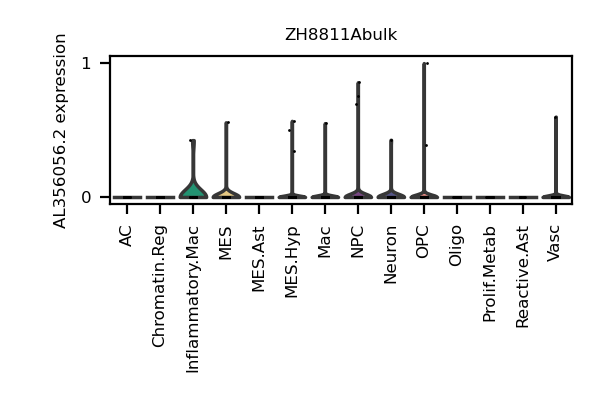 ZH8811Abulk
AL356056.2 expression
1
0
AC
Chromatin.Reg
Inflammatory.Mac
MES
MES.Ast
MES.Hyp
Mac
NPC
Neuron
OPC
Oligo
Prolif.Metab
Reactive.Ast
Vasc